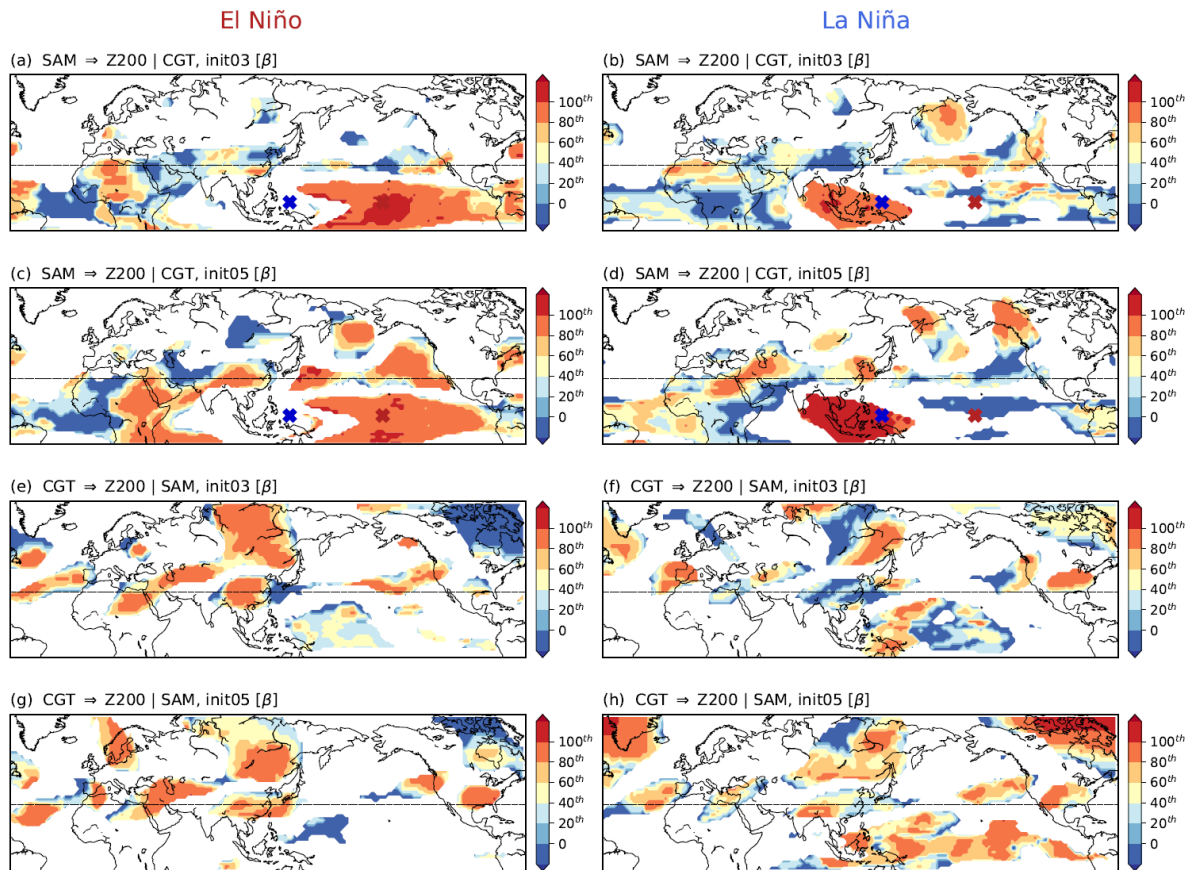 El Niño La Niña
(a) SAM ⇒ Z200 | CGT, init03 [β] (b) SAM ⇒ Z200 | CGT, init03 [β]
100th 100th
80th 80th
60th 60th
40th 40th
20th 20th
0 0
(c) SAM ⇒ Z200 | CGT, init05 [β] (d) SAM ⇒ Z200 | CGT, init05 [β]
100th 100th
80th 80th
60th 60th
40th 40th
20th 20th
0 0
(e) CGT ⇒ Z200 | SAM, init03 [β] (f) CGT ⇒ Z200 | SAM, init03 [β]
100th 100th
80th 80th
60th 60th
40th 40th
20th 20th
0 0
(g) CGT ⇒ Z200 | SAM, init05 [β] (h) CGT ⇒ Z200 | SAM, init05 [β]
100th 100th
80th 80th
60th 60th
40th 40th
20th 20th
0 0